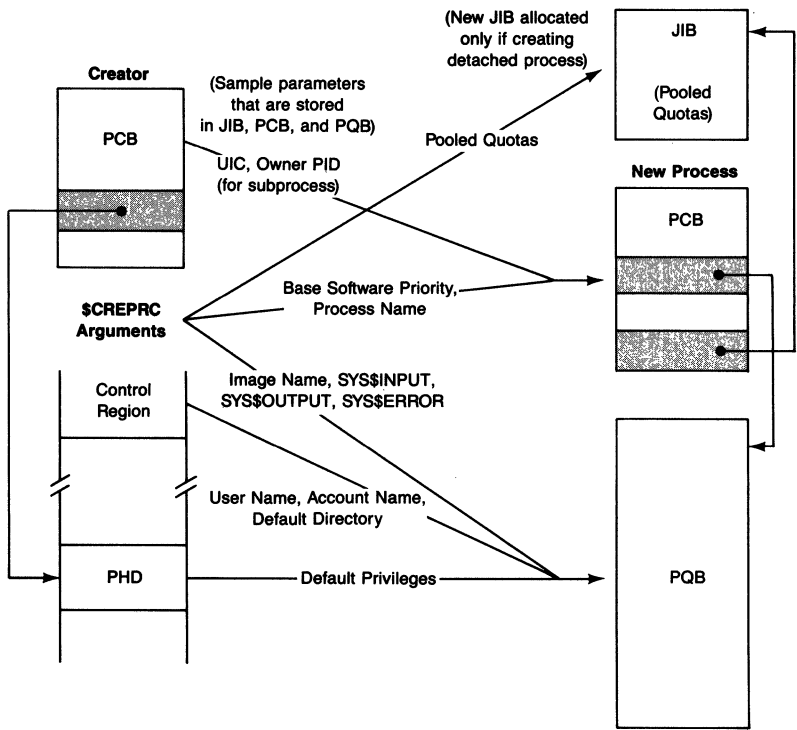 (New JIB allocated
only if creating
detached process)
JIB
(Pooled
Quotas)
Creator
(Sample parameters
that are stored
in JIB, PCB, and PQB)
PCB
Pooled Quotas
UIC, Owner PID
(for subprocess)
New Process
PCB
Base Software Priority,
Process Name
$CREPRC
Arguments
Image Name, SYS$INPUT,
SYS$OUTPUT, SYS$ERROR
Control
Region
User Name, Account Name,
Default Directory
PHD
Default Privileges
PQB